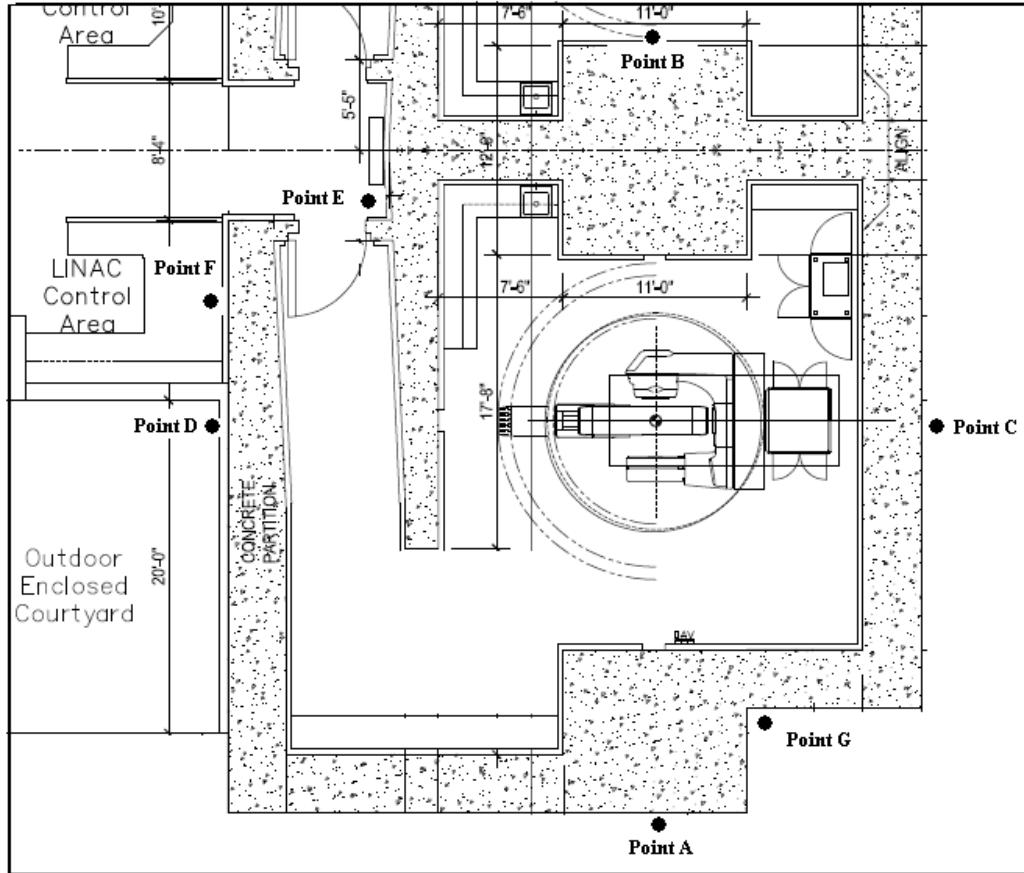 Control
Area
10'-
7'-6"
11'-0"
Point B
5'-6"
8'-4"
12'-8"
ALIGN
Point E
LINAC
Control
Area
Point F
7'-6"
11'-0"
17'-8"
Point D
Point C
CONCRETE
PARTITION
Outdoor
Enclosed
Courtyard
20'-0"
Point G
Point A